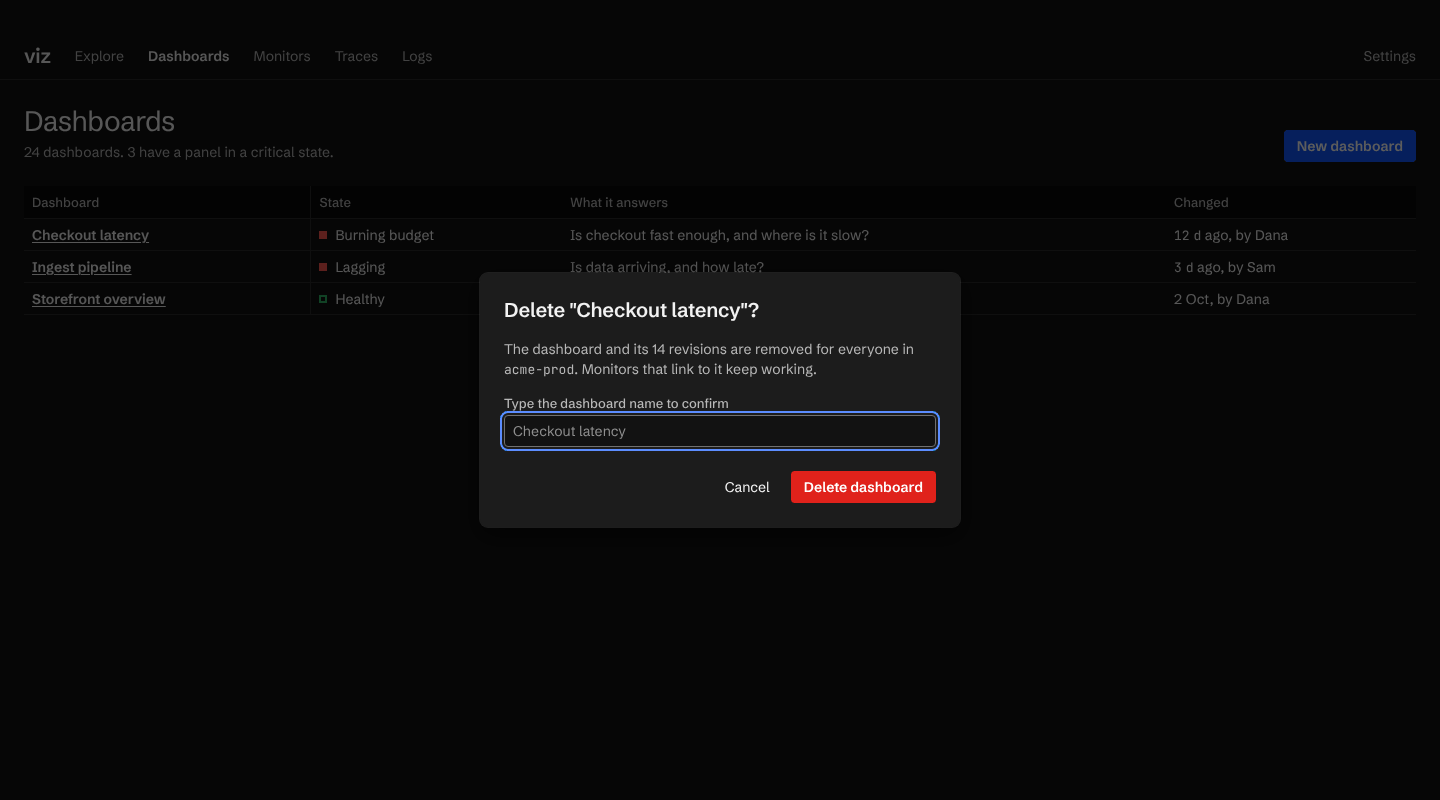 viz Explore Dashboards Monitors Traces Logs Settings
Dashboards
24 dashboards. 3 have a panel in a critical state.
New dashboard
Dashboard State What it answers Changed
Checkout latency Burning budget Is checkout fast enough, and where is it slow? 12 d ago, by Dana
Ingest pipeline Lagging Is data arriving, and how late? 3 d ago, by Sam
Storefront overview Healthy 2 Oct, by Dana
Delete "Checkout latency"?
The dashboard and its 14 revisions are removed for everyone in
acme-prod. Monitors that link to it keep working.
Type the dashboard name to confirm
Checkout latency
Cancel Delete dashboard